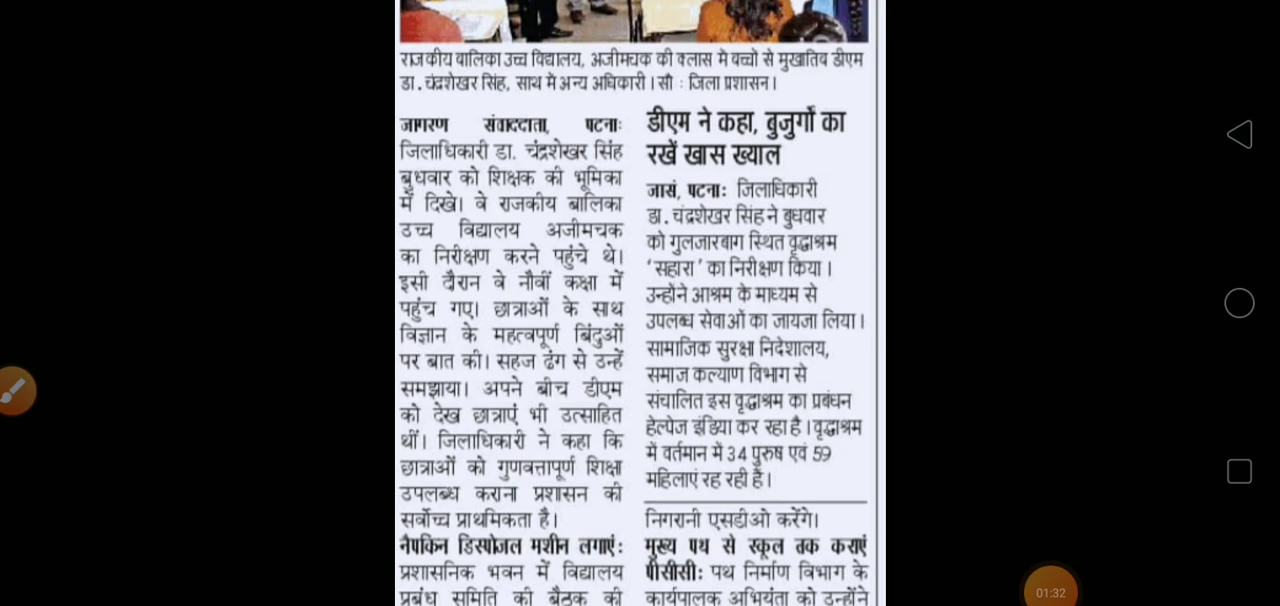 राजकीय बालिका उच्च विद्यालय, अजीमचक की क्लास में बच्चों से मुखातिब डीएम
डा. चंद्रशेखर सिंह, साथ में अन्य अधिकारी। सौ : जिला प्रशासन।
जागरण संवाददाता, पटनाः
जिलाधिकारी डा. चंद्रशेखर सिंह
बुधवार को शिक्षक की भूमिका
में दिखे। वे राजकीय बालिका
उच्च विद्यालय अजीमचक
का निरीक्षण करने पहुंचे थे।
इसी दौरान वे नौवीं कक्षा में
पहुंच गए। छात्राओं के साथ
विज्ञान के महत्वपूर्ण बिंदुओं
पर बात की। सहज ढंग से उन्हें
समझाया। अपने बीच डीएम
को देख छात्राएं भी उत्साहित
थीं। जिलाधिकारी ने कहा कि
छात्राओं को गुणवत्तापूर्ण शिक्षा
उपलब्ध कराना प्रशासन की
सर्वोच्च प्राथमिकता है।
नैपकिन डिस्पोजल मशीन लगाएं:
प्रशासनिक भवन में विद्यालय
प्रबंध समिति की बैठक की
डीएम ने कहा, बुजुर्गों का
रखें खास ख्याल
जासं, पटनाः जिलाधिकारी
डा. चंद्रशेखर सिंह ने बुधवार
को गुलजारबाग स्थित वृद्धाश्रम
‘सहारा’ का निरीक्षण किया।
उन्होंने आश्रम के माध्यम से
उपलब्ध सेवाओं का जायजा लिया।
सामाजिक सुरक्षा निदेशालय,
समाज कल्याण विभाग से
संचालित इस वृद्धाश्रम का प्रबंधन
हेल्पेज इंडिया कर रहा है। वृद्धाश्रम
में वर्तमान में 34 पुरुष एवं 59
महिलाएं रह रही हैं।
निगरानी एसडीओ करेंगे।
मुख्य पथ से स्कूल तक कराएं
पीसीसी: पथ निर्माण विभाग के
कार्यपालक अभियंता को उन्होंने
01:32